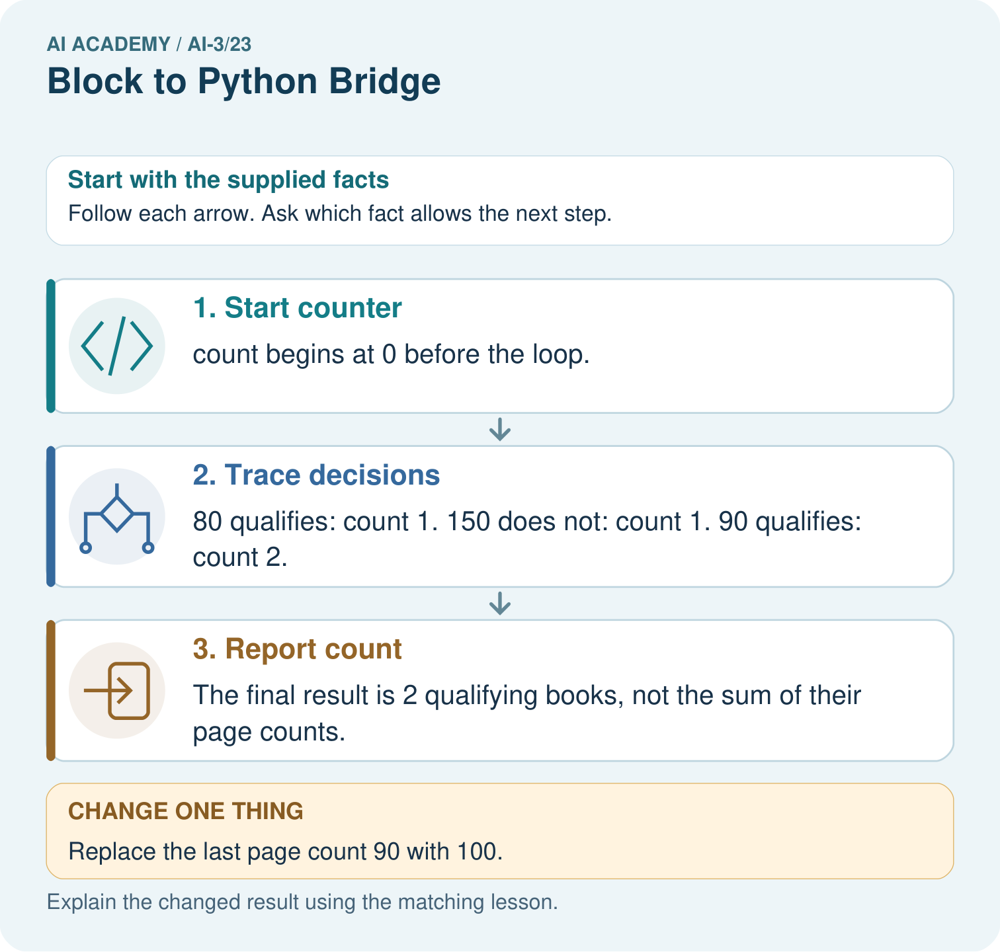 AI ACADEMY / AI-3/23
Block to Python Bridge
Start with the supplied facts
Follow each arrow. Ask which fact allows the next step.
1. Start counter
count begins at 0 before the loop.
2. Trace decisions
80 qualifies: count 1. 150 does not: count 1. 90 qualifies:
count 2.
3. Report count
The final result is 2 qualifying books, not the sum of their
page counts.
CHANGE ONE THING
Replace the last page count 90 with 100.
Explain the changed result using the matching lesson.